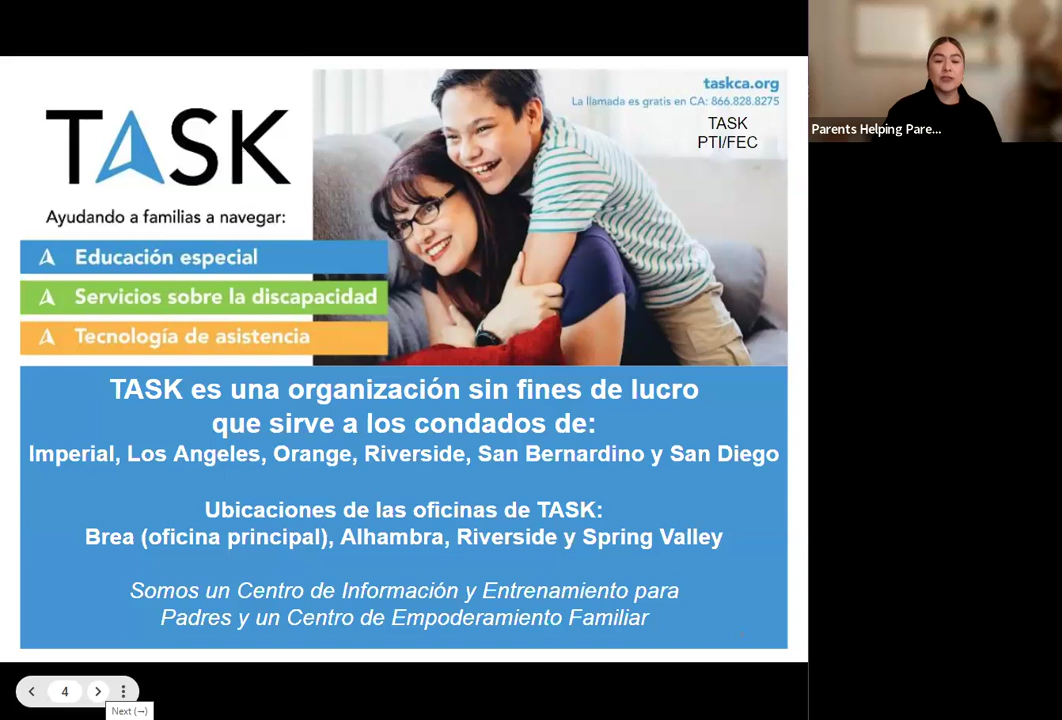 TASK
Ayudando a familias a navegar:
Educación especial
Servicios sobre la discapacidad
Tecnología de asistencia
taskca.org
La llamada es gratis en CA: 866.828.8275
TASK
PTI/FEC
TASK es una organización sin fines de lucro
que sirve a los condados de:
Imperial, Los Angeles, Orange, Riverside, San Bernardino y San Diego
Ubicaciones de las oficinas de TASK:
Brea (oficina principal), Alhambra, Riverside y Spring Valley
Somos un Centro de Información y Entrenamiento para
Padres y un Centro de Empoderamiento Familiar
Parents Helping Pare...
4
Next (→)